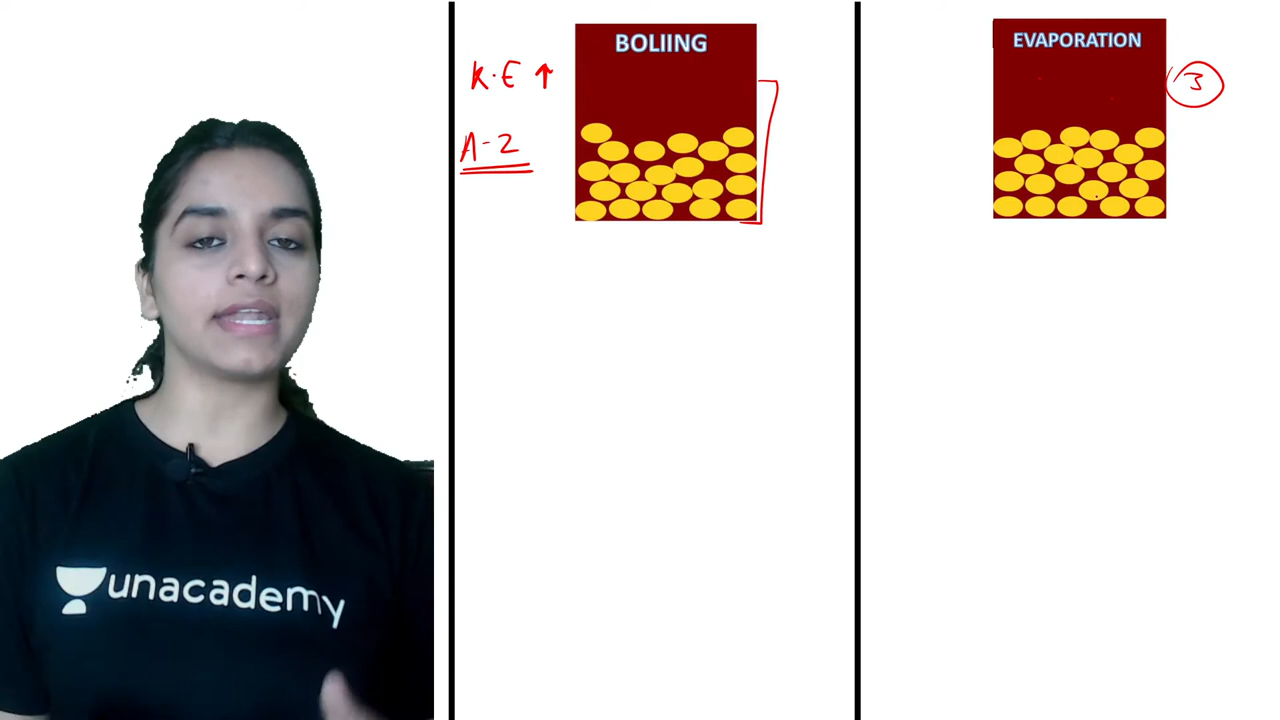 BOLIING
K.E ↑
A-2
EVAPORATION
3
unacademy